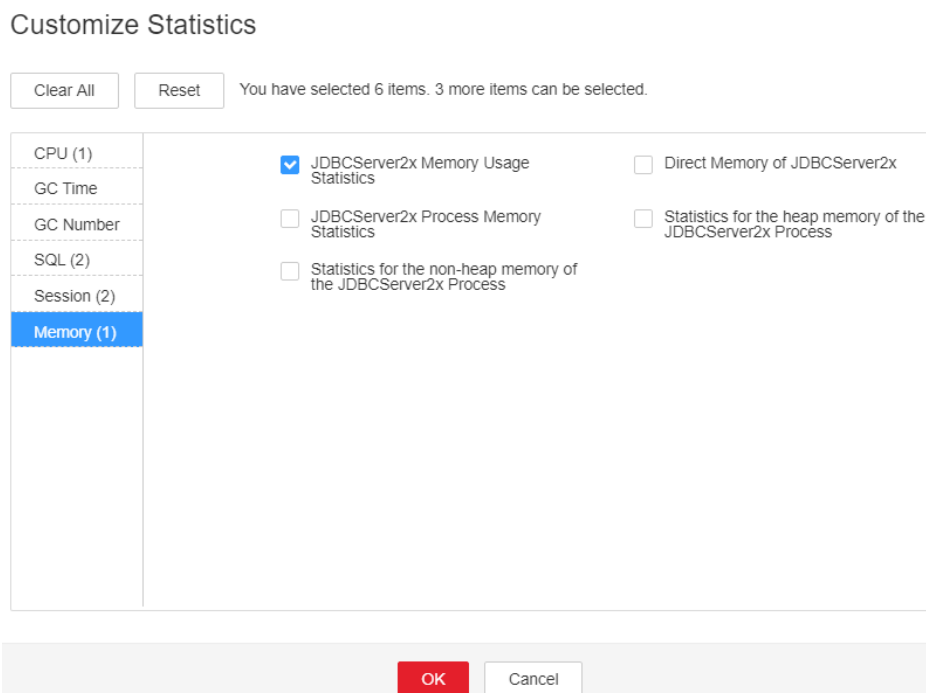 Customize Statistics
Clear All
Reset
You have selected 6 items. 3 more items can be selected.
CPU (1)
GC Time
GC Number
SQL (2)
Session (2)
Memory (1)
JDBCServer2x Memory Usage
Statistics
Direct Memory of JDBCServer2x
JDBCServer2x Process Memory
Statistics
Statistics for the heap memory of the
JDBCServer2x Process
Statistics for the non-heap memory of
the JDBCServer2x Process
OK
Cancel